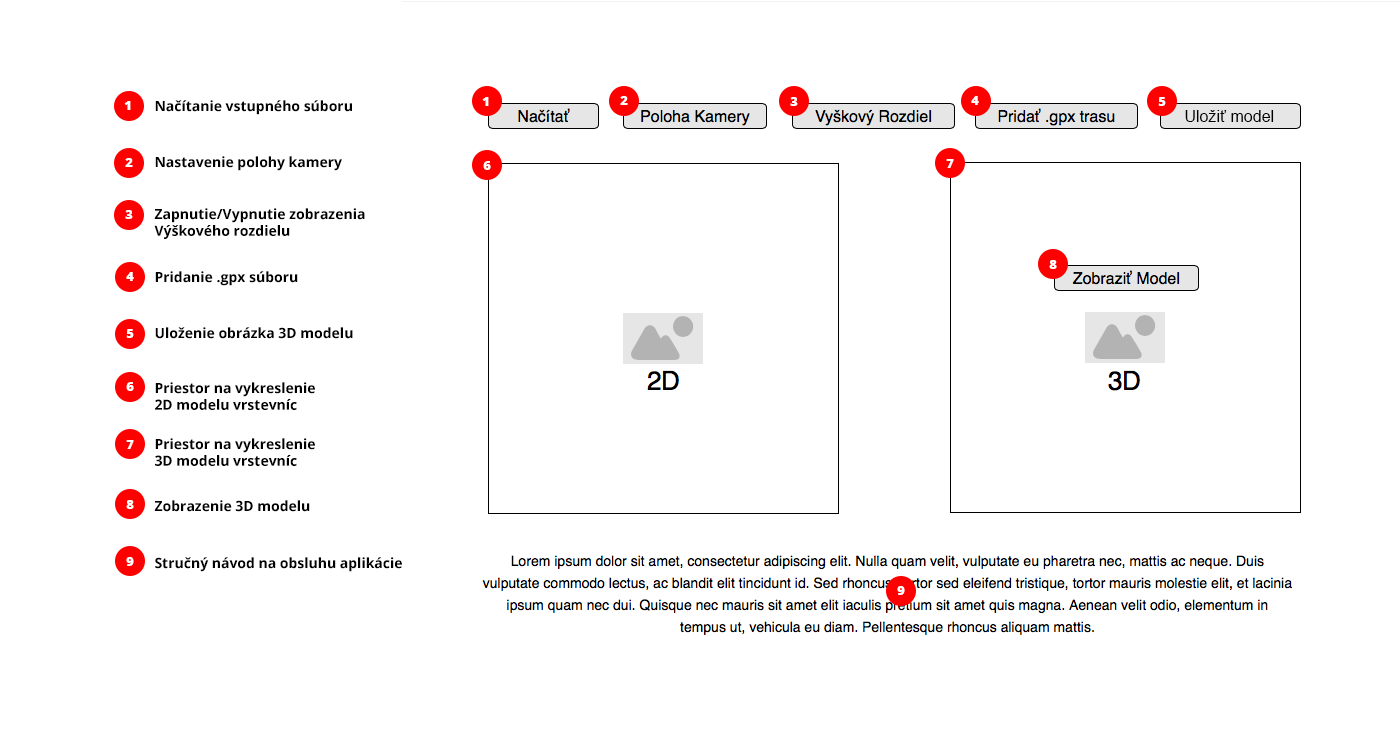 1 Načítanie vstupného súboru
2 Nastavenie polohy kamery
3 Zapnutie/Vypnutie zobrazenia
Výškového rozdielu
4 Pridanie .gpx súboru
5 Uloženie obrázka 3D modelu
6 Priestor na vykreslenie
2D modelu vrstevníc
7 Priestor na vykreslenie
3D modelu vrstevníc
8 Zobrazenie 3D modelu
9 Stručný návod na obsluhu aplikácie
1 Načítať
2 Poloha Kamery
3 Vyškový Rozdiel
4 Pridať .gpx trasu
5 Uložiť model
6
2D
7
8 Zobraziť Model
3D
Lorem ipsum dolor sit amet, consectetur adipiscing elit. Nulla quam velit, vulputate eu pharetra nec, mattis ac neque. Duis
vulputate commodo lectus, ac blandit elit tincidunt id. Sed rhoncus tortor sed eleifend tristique, tortor mauris molestie elit, et lacinia
9
ipsum quam nec dui. Quisque nec mauris sit amet elit iaculis pretium sit amet quis magna. Aenean velit odio, elementum in
tempus ut, vehicula eu diam. Pellentesque rhoncus aliquam mattis.